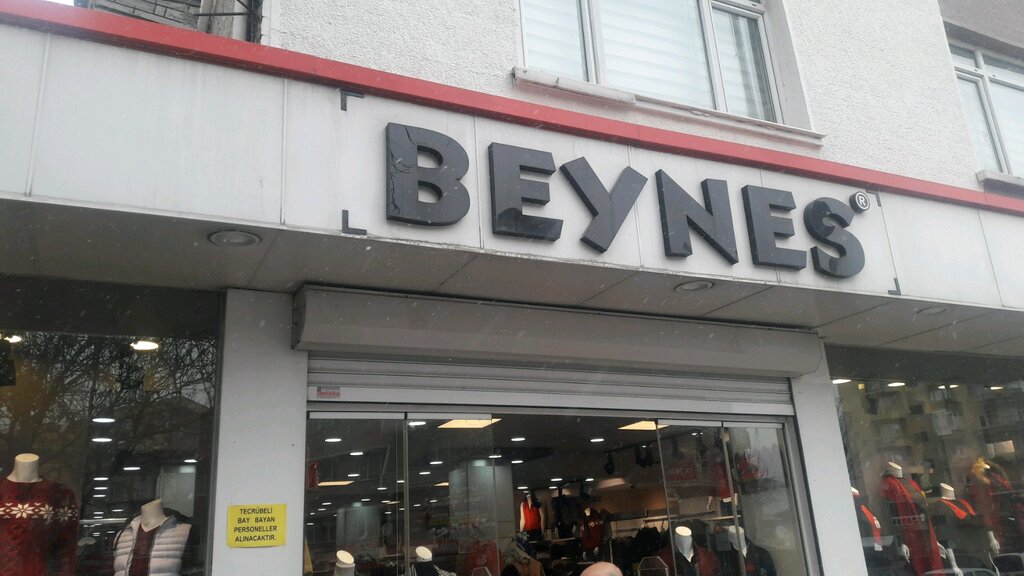 BEYNES®
TECRÜBELİ
BAY BAYAN
PERSONELLER
ALINACAKTIR.